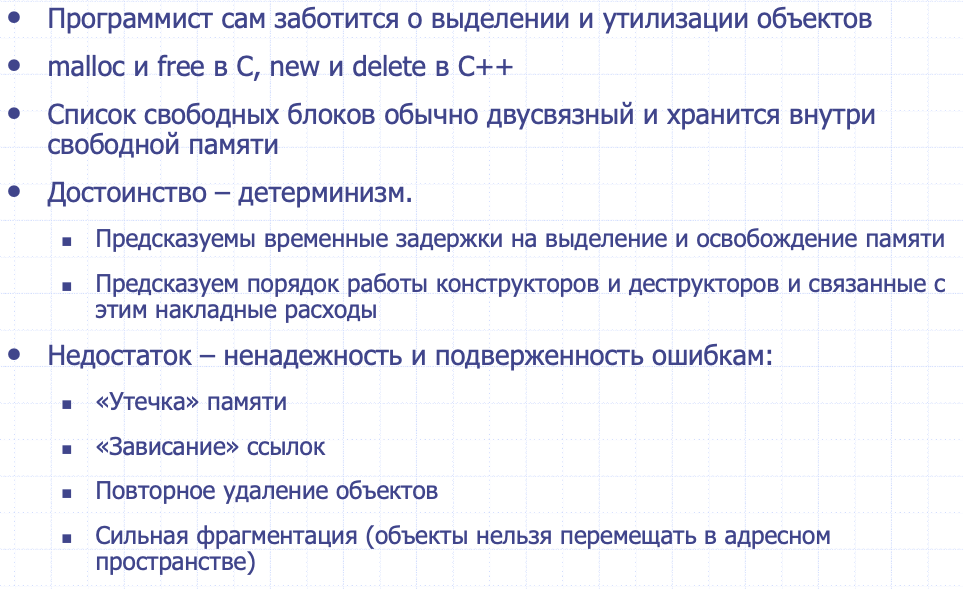 • Программист сам заботится о выделении и утилизации объектов
• malloc и free в C, new и delete в C++
• Список свободных блоков обычно двусвязный и хранится внутри
свободной памяти
• Достоинство – детерминизм.
▪ Предсказуемы временные задержки на выделение и освобождение памяти
▪ Предсказуем порядок работы конструкторов и деструкторов и связанные с
этим накладные расходы
• Недостаток – ненадежность и подверженность ошибкам:
▪ «Утечка» памяти
▪ «Зависание» ссылок
▪ Повторное удаление объектов
▪ Сильная фрагментация (объекты нельзя перемещать в адресном
пространстве)